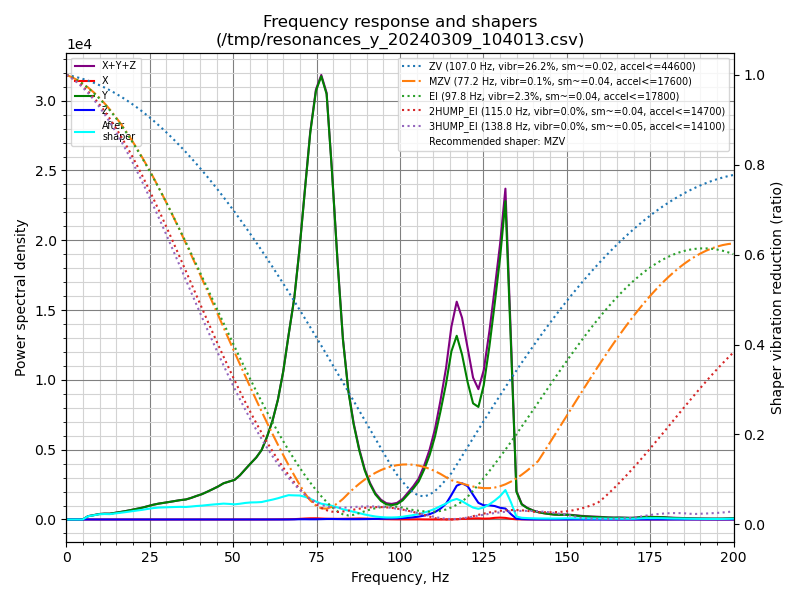 Frequency response and shapers
(/tmp/resonances_y_20240309_104013.csv)
1e4
X+Y+Z
X
Y
Z
After
shaper
ZV (107.0 Hz, vibr=26.2%, sm~=0.02, accel<=44600)
MZV (77.2 Hz, vibr=0.1%, sm~=0.04, accel<=17600)
EI (97.8 Hz, vibr=2.3%, sm~=0.04, accel<=17800)
2HUMP_EI (115.0 Hz, vibr=0.0%, sm~=0.04, accel<=14700)
3HUMP_EI (138.8 Hz, vibr=0.0%, sm~=0.05, accel<=14100)
Recommended shaper: MZV
Power spectral density
3.0
2.5
2.0
1.5
1.0
0.5
0.0
1.0
0.8
0.6
0.4
0.2
0.0
Shaper vibration reduction (ratio)
0 25 50 75 100 125 150 175 200
Frequency, Hz